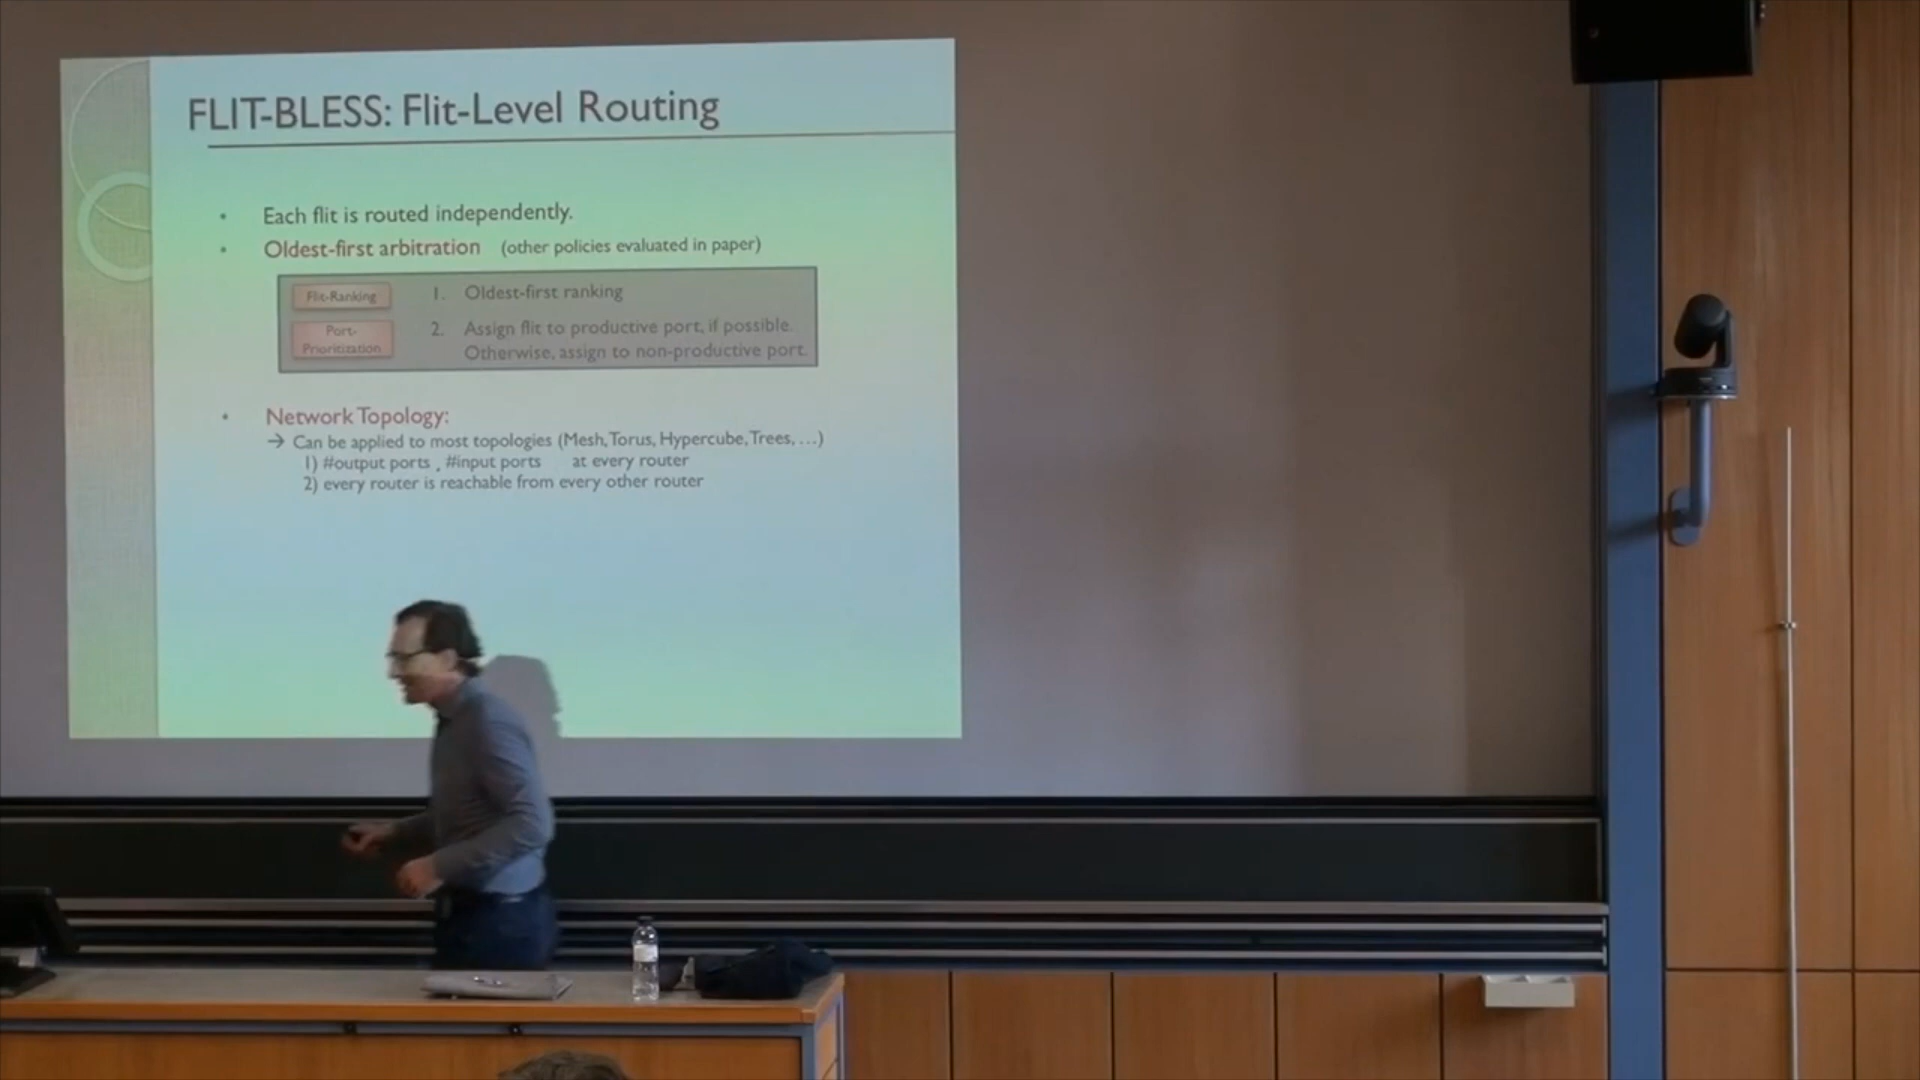 FLIT-BLESS: Flit-Level Routing
• Each flit is routed independently.
• Oldest-first arbitration (other policies evaluated in paper)
Flit-Ranking 1. Oldest-first ranking
Port-Prioritization 2. Assign flit to productive port, if possible.
Otherwise, assign to non-productive port.
• Network Topology:
→ Can be applied to most topologies (Mesh, Torus, Hypercube, Trees, …)
1) #output ports , #input ports at every router
2) every router is reachable from every other router